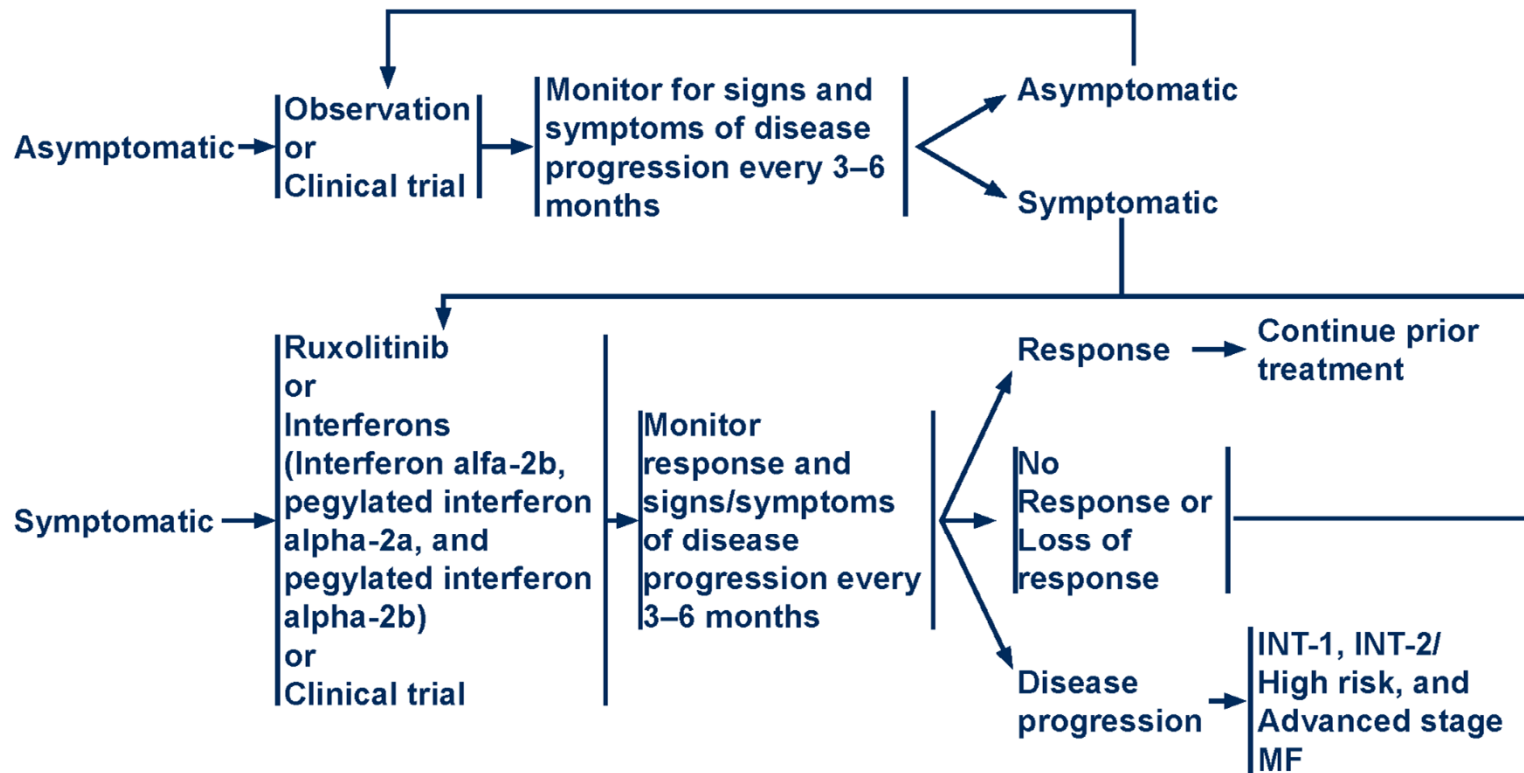 Asymptomatic
Observation
or
Clinical trial
Monitor for signs and
symptoms of disease
progression every 3–6
months
Asymptomatic
Symptomatic
Symptomatic
Ruxolitinib
or
Interferons
(Interferon alfa-2b,
pegylated interferon
alpha-2a, and
pegylated interferon
alpha-2b)
or
Clinical trial
Monitor
response and
signs/symptoms
of disease
progression every
3–6 months
Response
Continue prior
treatment
No
Response or
Loss of
response
Disease
progression
INT-1, INT-2/
High risk, and
Advanced stage
MF